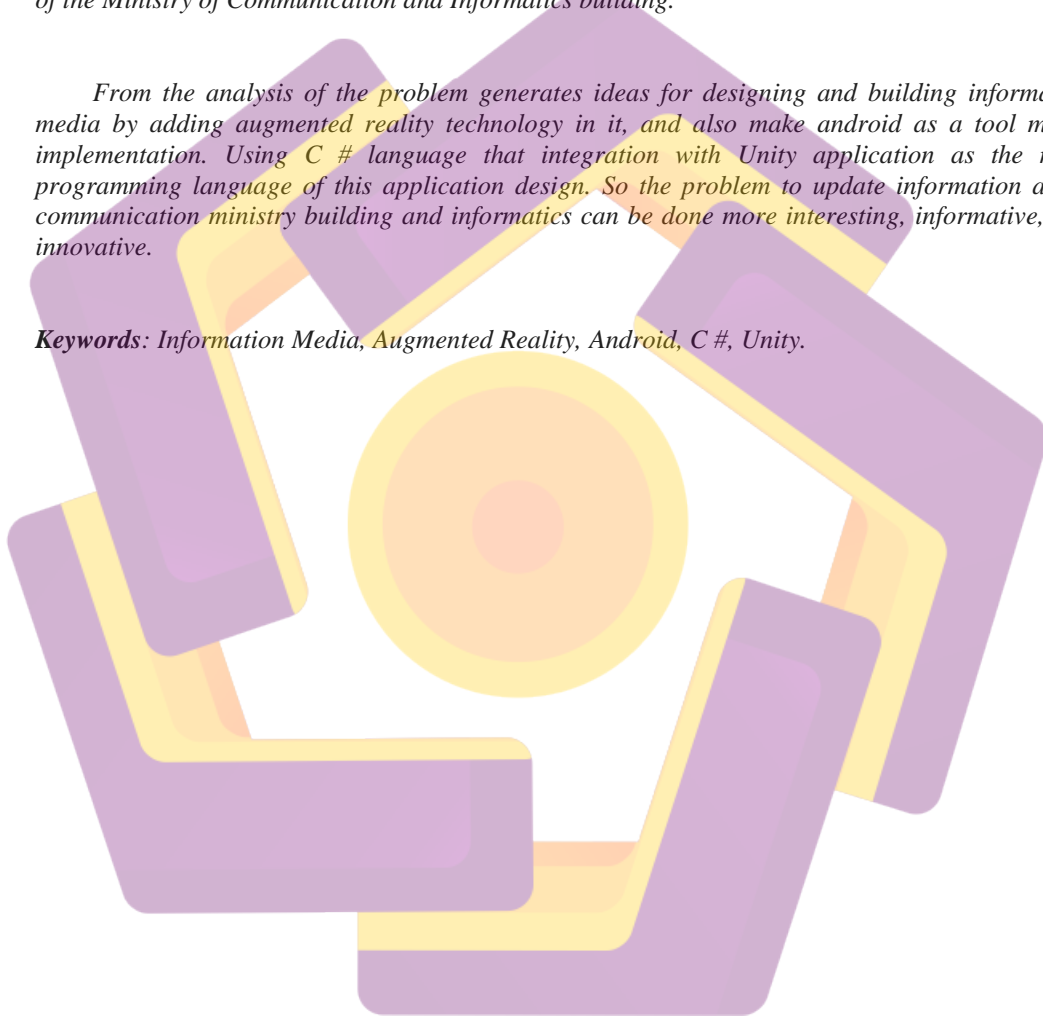 of the Ministry of Communication and Informatics building.
From the analysis of the problem generates ideas for designing and building
media by adding augmented reality technology in it, and also make android as a tool
implementation. Using C # language that integration with Unity application as the
programming language of this application design. So the problem to update information
communication ministry building and informatics can be done more interesting, informative,
innovative.
Keywords: Information Media, Augmented Reality, Android, C #, Unity.